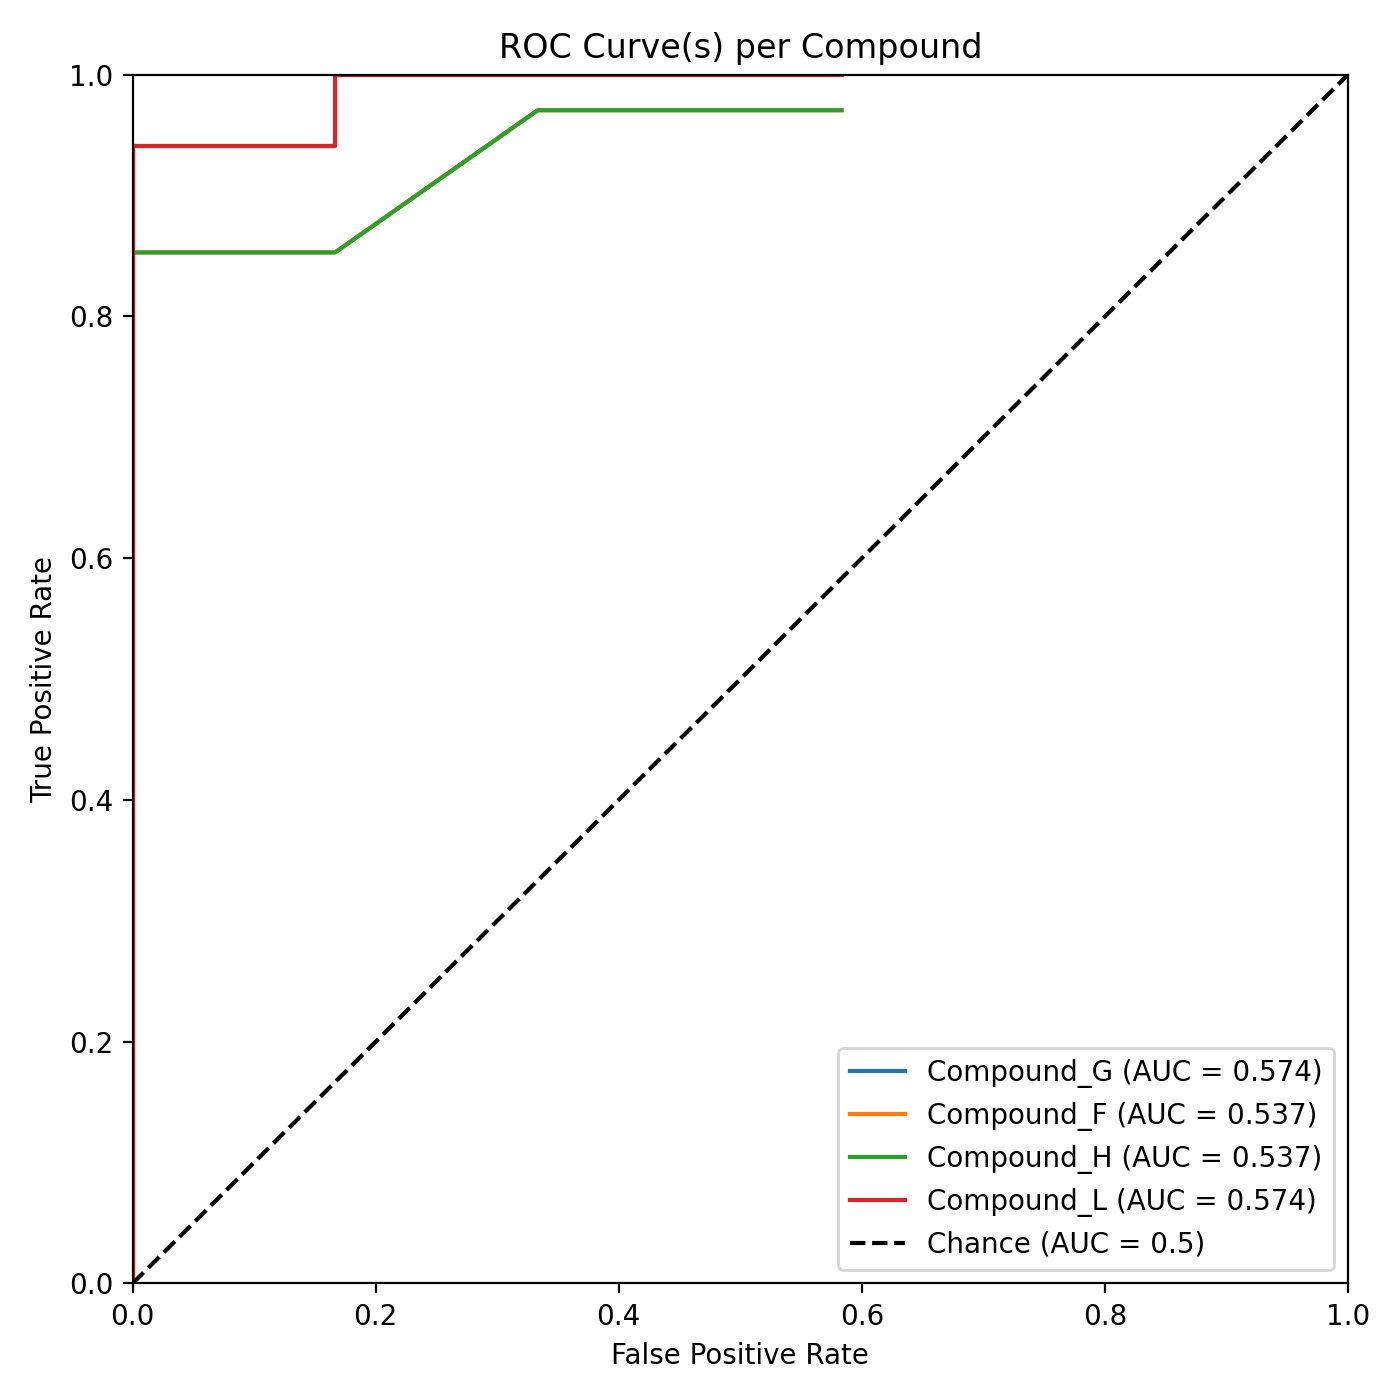 ROC Curve(s) per Compound
1.0
0.8
0.6
0.4
0.2
0.0
True Positive Rate
Compound_G (AUC = 0.574)
Compound_F (AUC = 0.537)
Compound_H (AUC = 0.537)
Compound_L (AUC = 0.574)
Chance (AUC = 0.5)
0.0 0.2 0.4 0.6 0.8 1.0
False Positive Rate